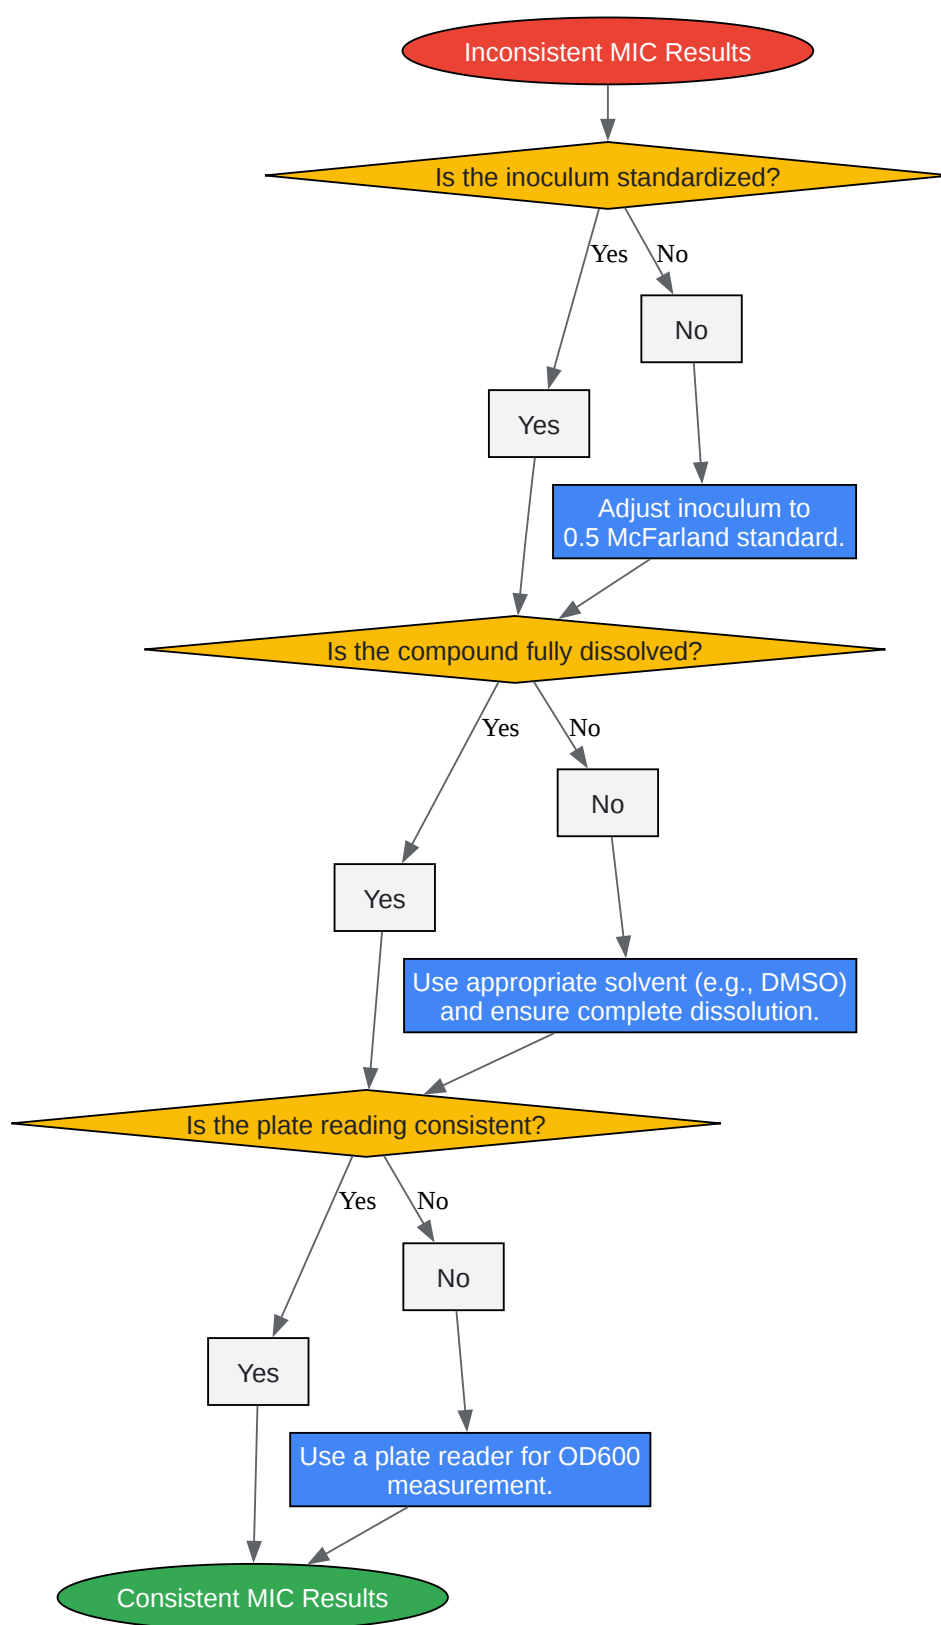 Inconsistent MIC Results
Is the inoculum standardized?
Yes
No
No
Yes
Adjust inoculum to
0.5 McFarland standard.
Is the compound fully dissolved?
Yes
No
No
Yes
Use appropriate solvent (e.g., DMSO)
and ensure complete dissolution.
Is the plate reading consistent?
Yes
No
No
Yes
Use a plate reader for OD600
measurement.
Consistent MIC Results